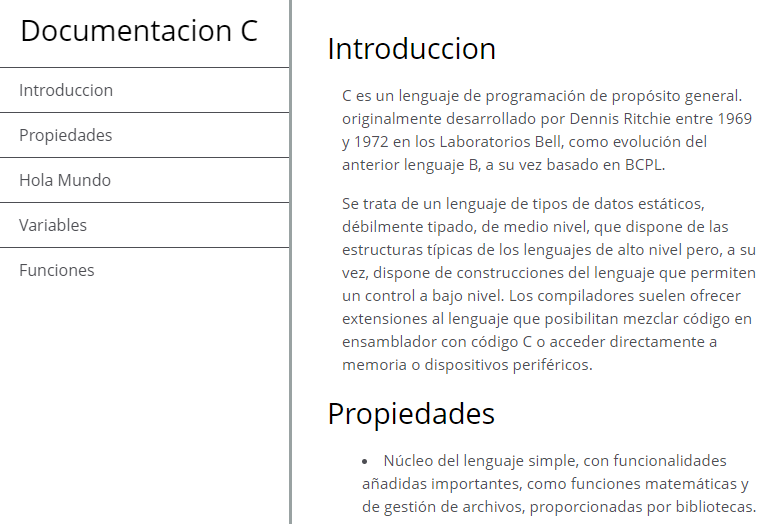 Documentacion C
Introduccion
Propiedades
Hola Mundo
Variables
Funciones
Introduccion
C es un lenguaje de programación de propósito general.
originalmente desarrollado por Dennis Ritchie entre 1969
y 1972 en los Laboratorios Bell, como evolución del
anterior lenguaje B, a su vez basado en BCPL.
Se trata de un lenguaje de tipos de datos estáticos,
débilmente tipado, de medio nivel, que dispone de las
estructuras típicas de los lenguajes de alto nivel pero, a su
vez, dispone de construcciones del lenguaje que permiten
un control a bajo nivel. Los compiladores suelen ofrecer
extensiones al lenguaje que posibilitan mezclar código en
ensamblador con código C o acceder directamente a
memoria o dispositivos periféricos.
Propiedades
• Núcleo del lenguaje simple, con funcionalidades
añadidas importantes, como funciones matemáticas y
de gestión de archivos, proporcionadas por bibliotecas.